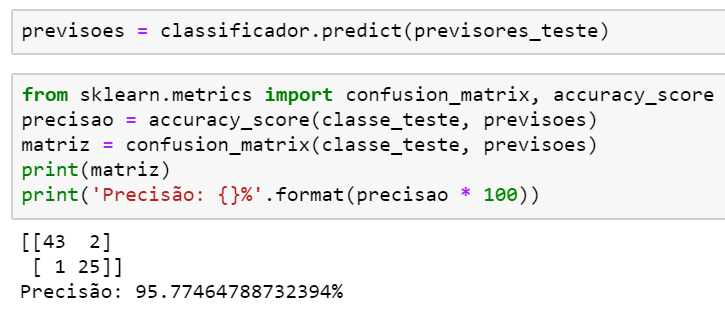 previsoes = classificador.predict(previsores_teste)
from sklearn.metrics import confusion_matrix, accuracy_score
precisao = accuracy_score(classe_teste, previsoes)
matriz = confusion_matrix(classe_teste, previsoes)
print(matriz)
print('Precisão: {}%'.format(precisao * 100))
[[43  2]
 [ 1 25]]
Precisão: 95.77464788732394%